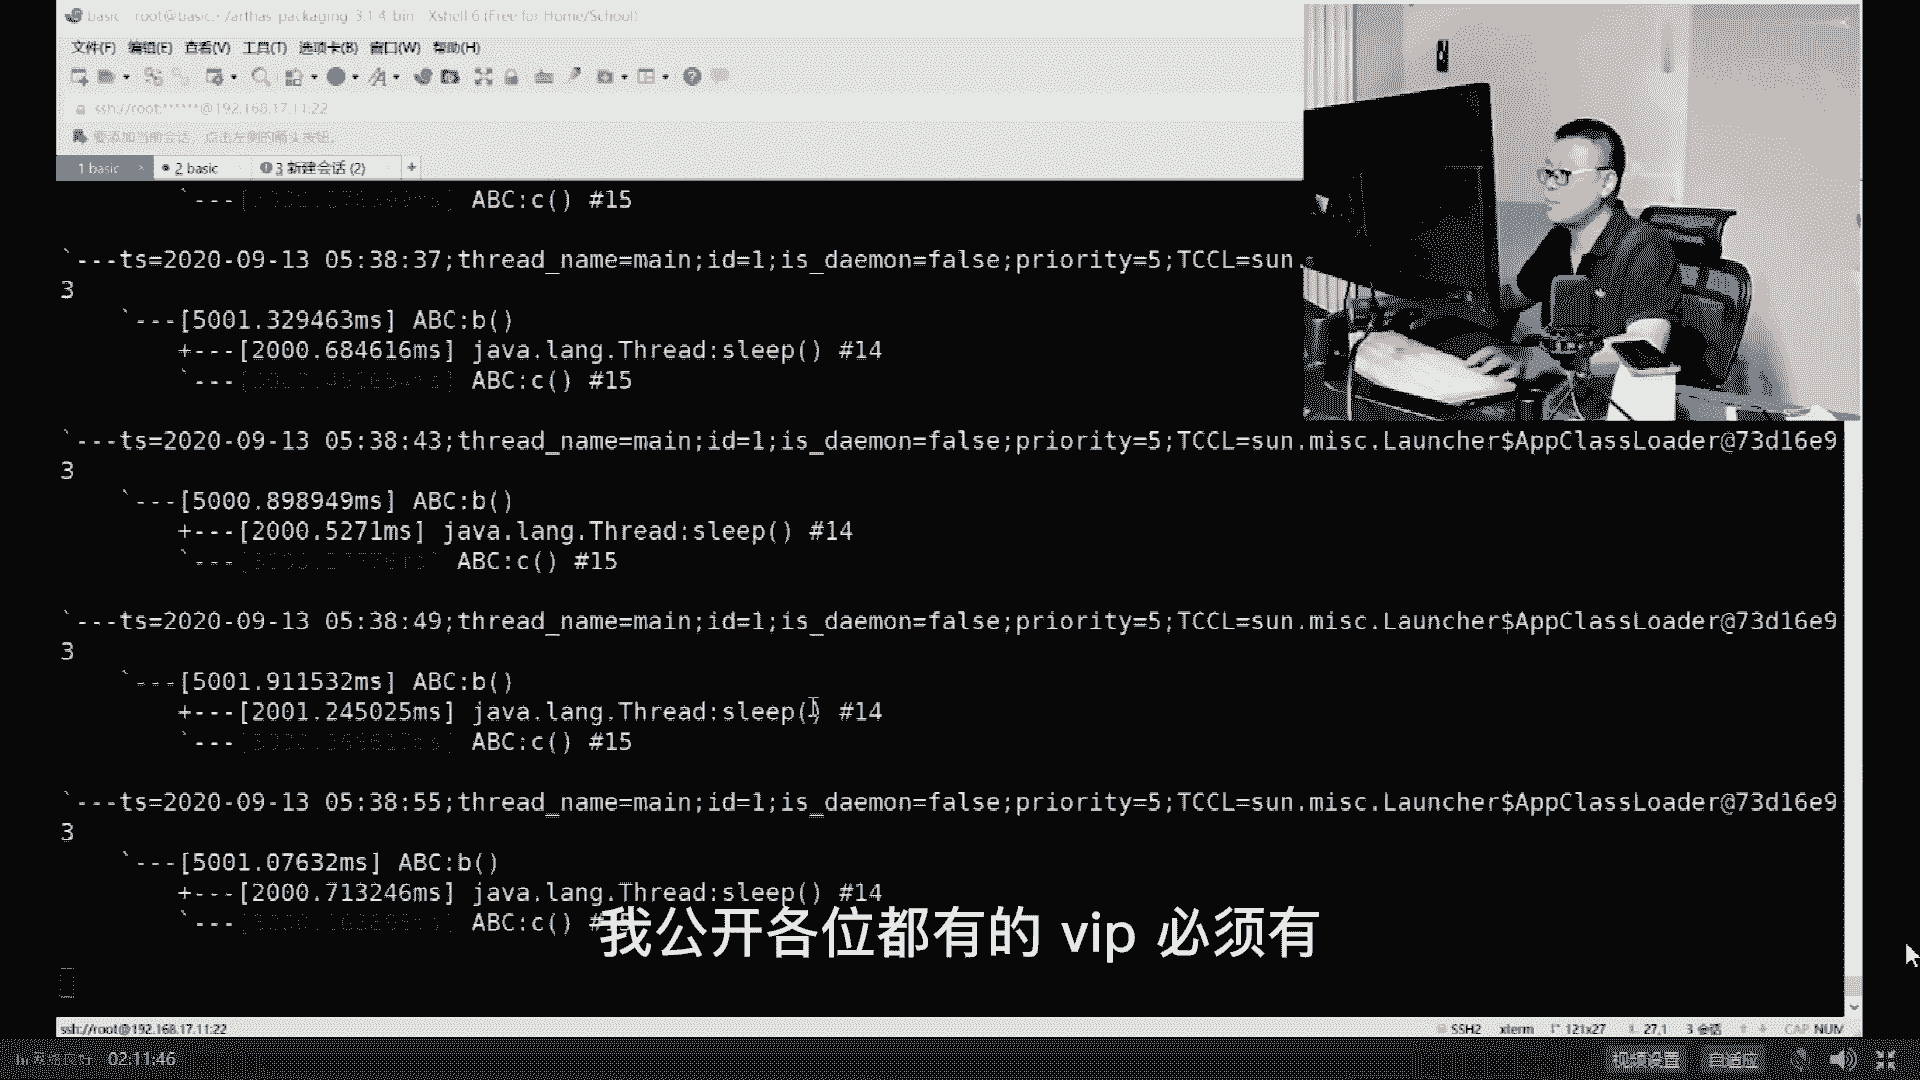 basic - root@basic:~/arthas-packaging-3.1.4-bin - Xshell 6 (Free for Home/School)
文件(F) 编辑(E) 查看(V) 工具(T) 选项卡(B) 窗口(W) 帮助(H)
ssh://root:******@192.168.17.11:22
要添加当前会话，点击左侧的箭头按钮。
1 basic × 2 basic 3 新建会话 (2) +
`---[ ] ABC:c() #15
`---ts=2020-09-13 05:38:37;thread_name=main;id=1;is_daemon=false;priority=5;TCCL=sun.
3
`---[5001.329463ms] ABC:b()
+---[2000.684616ms] java.lang.Thread:sleep() #14
`---[ ] ABC:c() #15
`---ts=2020-09-13 05:38:43;thread_name=main;id=1;is_daemon=false;priority=5;TCCL=sun.misc.Launcher$AppClassLoader@73d16e9
3
`---[5000.898949ms] ABC:b()
+---[2000.5271ms] java.lang.Thread:sleep() #14
`---[ ] ABC:c() #15
`---ts=2020-09-13 05:38:49;thread_name=main;id=1;is_daemon=false;priority=5;TCCL=sun.misc.Launcher$AppClassLoader@73d16e9
3
`---[5001.911532ms] ABC:b()
+---[2001.245025ms] java.lang.Thread:sleep() #14
`---[ ] ABC:c() #15
`---ts=2020-09-13 05:38:55;thread_name=main;id=1;is_daemon=false;priority=5;TCCL=sun.misc.Launcher$AppClassLoader@73d16e9
3
`---[5001.07632ms] ABC:b()
+---[2000.713246ms] java.lang.Thread:sleep() #14
`---[ ] ABC:c()
我公开各位都有的 vip 必须有
ssh://root@192.168.17.11:22 SSH2 xterm 121x27 27,1 3 会话 CAP NUM
02:11:46 视频设置 自适应